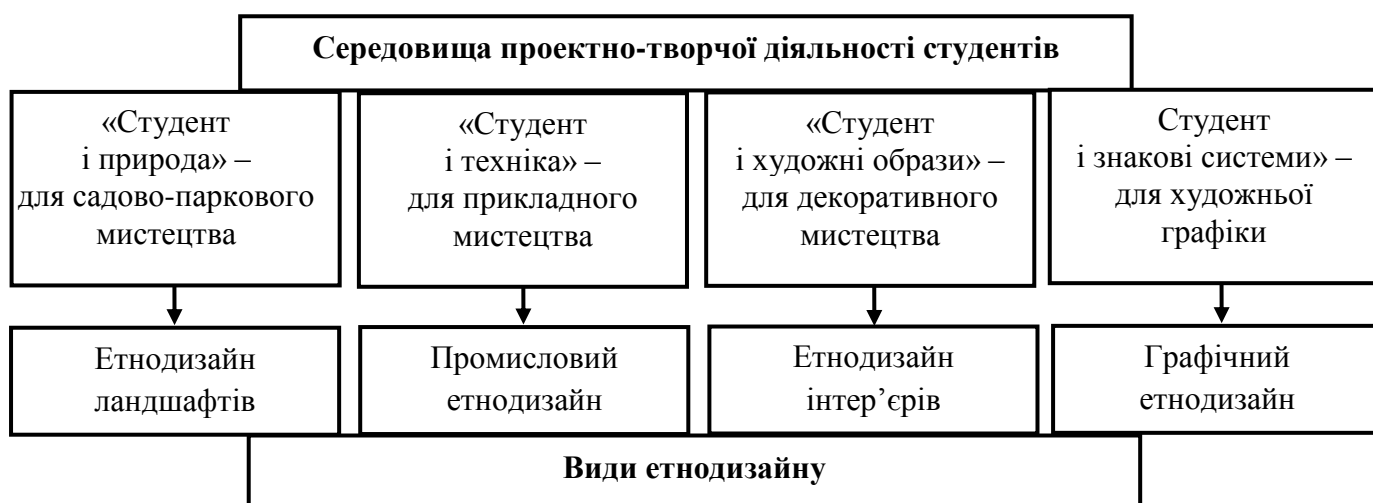 Середовища проектно-творчої діяльності студентів
«Студент
і природа» –
для садово-паркового
мистецтва
«Студент
і техніка» –
для прикладного
мистецтва
«Студент
і художні образи» –
для декоративного
мистецтва
Студент
і знакові системи» –
для художньої
графіки
Етнодизайн
ландшафтів
Промисловий
етнодизайн
Етнодизайн
інтер’єрів
Графічний
етнодизайн
Види етнодизайну